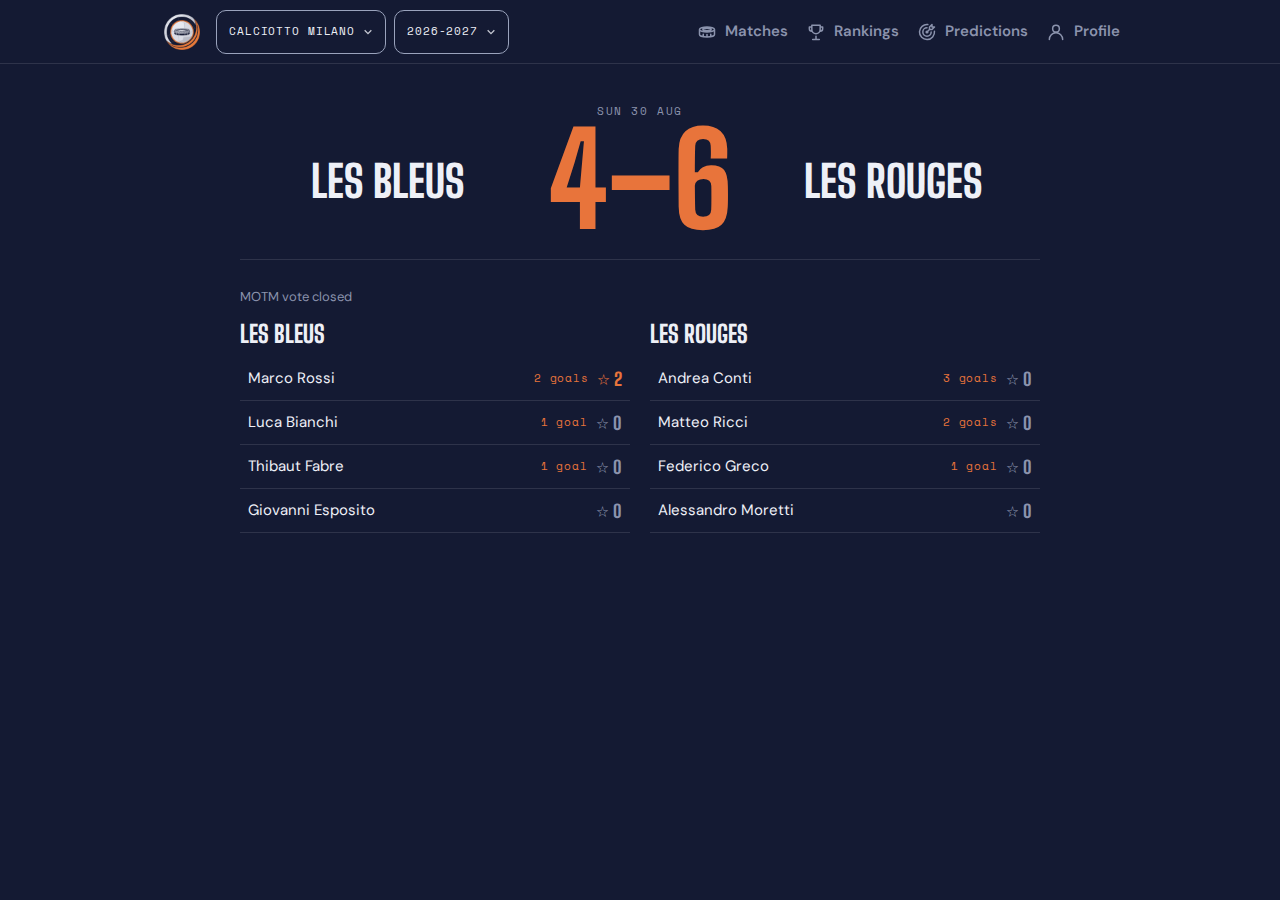 CALCIOTTO MILANO
2026-2027
Matches
Rankings
Predictions
Profile
SUN 30 AUG
LES BLEUS
4–6
LES ROUGES
MOTM vote closed
LES BLEUS
Marco Rossi 2 goals ☆ 2
Luca Bianchi 1 goal ☆ 0
Thibaut Fabre 1 goal ☆ 0
Giovanni Esposito ☆ 0
LES ROUGES
Andrea Conti 3 goals ☆ 0
Matteo Ricci 2 goals ☆ 0
Federico Greco 1 goal ☆ 0
Alessandro Moretti ☆ 0